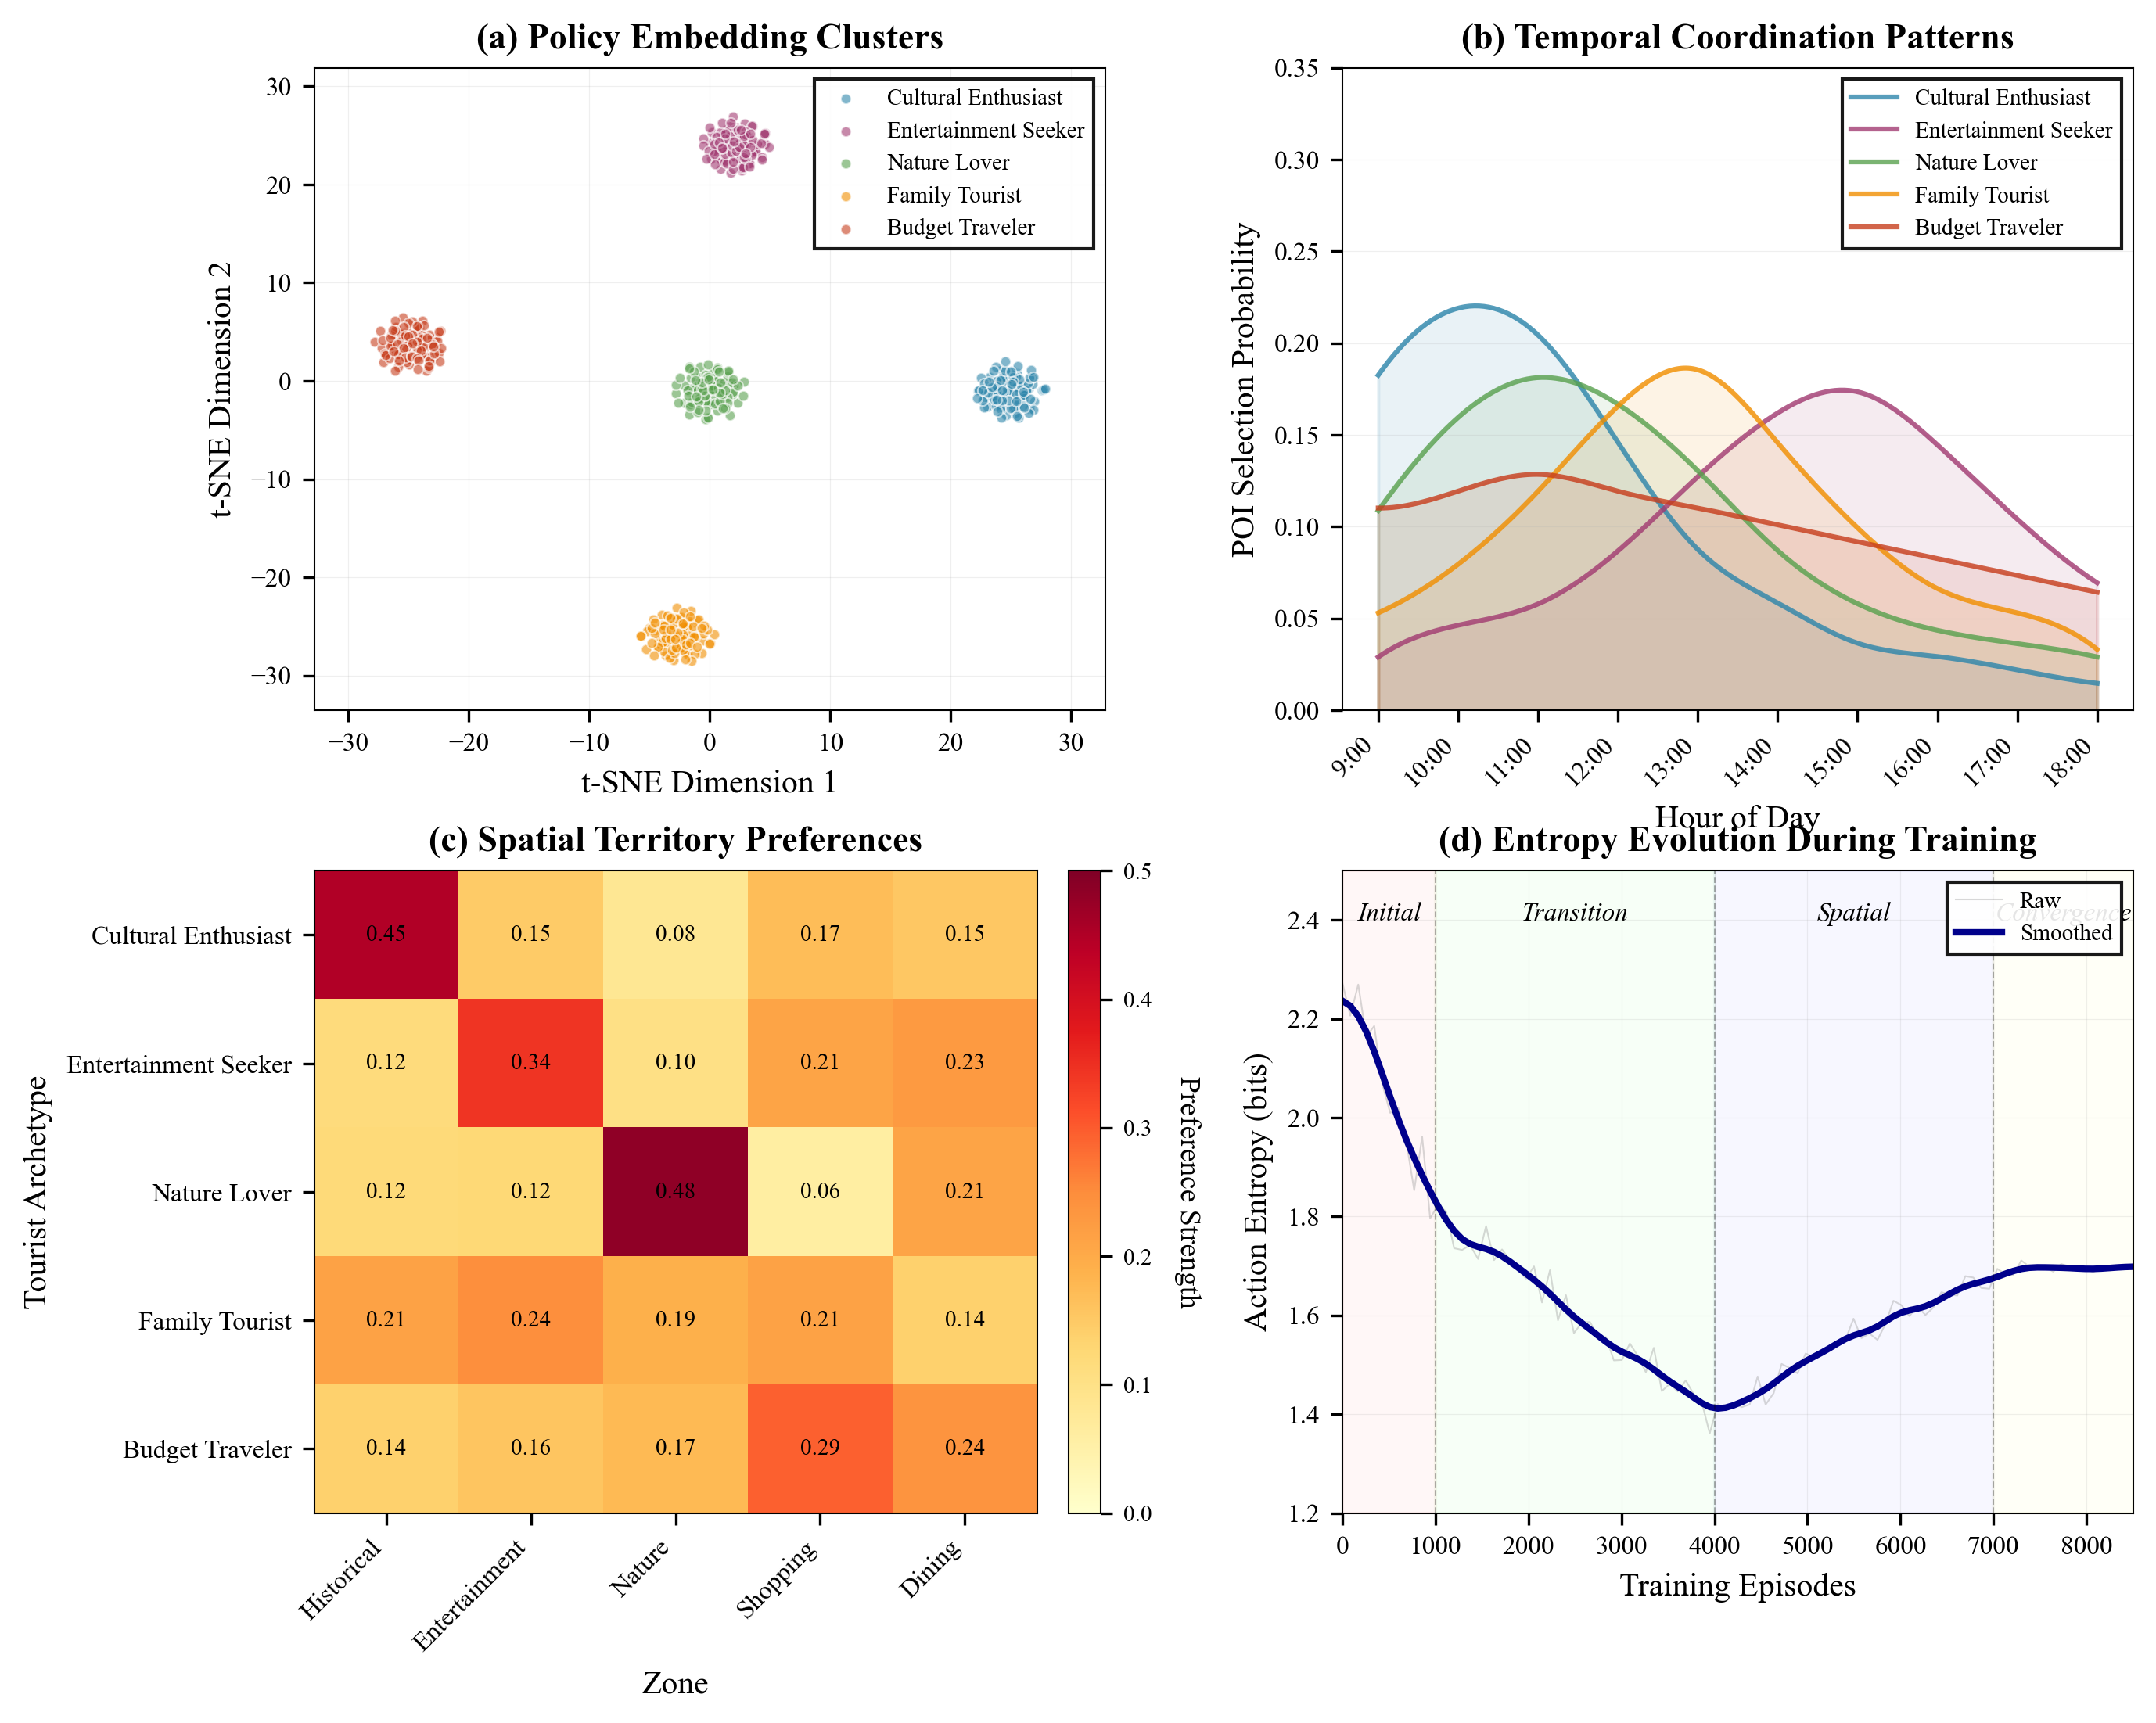 (a) Policy Embedding Clusters
30
20
10
0
−10
−20
−30
−30
−20
−10
0
10
20
30
t-SNE Dimension 2
t-SNE Dimension 1
Cultural Enthusiast
Entertainment Seeker
Nature Lover
Family Tourist
Budget Traveler
(b) Temporal Coordination Patterns
0.35
0.30
0.25
0.20
0.15
0.10
0.05
0.00
9:00
10:00
11:00
12:00
13:00
14:00
15:00
16:00
17:00
18:00
POI Selection Probability
Hour of Day
Cultural Enthusiast
Entertainment Seeker
Nature Lover
Family Tourist
Budget Traveler
(c) Spatial Territory Preferences
Tourist Archetype
Cultural Enthusiast
0.45 0.15 0.08 0.17 0.15
Entertainment Seeker
0.12 0.34 0.10 0.21 0.23
Nature Lover
0.12 0.12 0.48 0.06 0.21
Family Tourist
0.21 0.24 0.19 0.21 0.14
Budget Traveler
0.14 0.16 0.17 0.29 0.24
Historical
Entertainment
Nature
Shopping
Dining
Zone
0.5
0.4
0.3
0.2
0.1
0.0
Preference Strength
(d) Entropy Evolution During Training
Initial
Transition
Spatial
Convergence
Raw
Smoothed
2.4
2.2
2.0
1.8
1.6
1.4
1.2
0
1000
2000
3000
4000
5000
6000
7000
8000
Action Entropy (bits)
Training Episodes